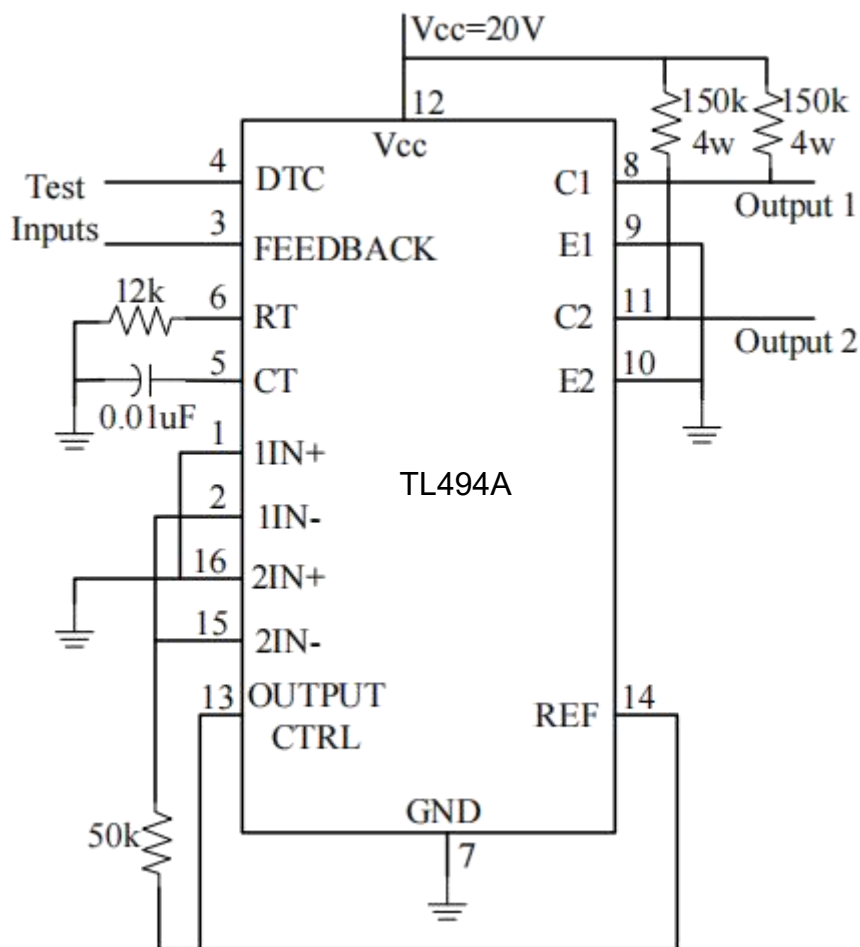 Vcc=20V
12
150k
4w
150k
4w
Vcc
4
DTC
C1
8
Test
Inputs
Output 1
3
FEEDBACK
E1
9
12k
6
RT
C2
11
Output 2
5
CT
E2
10
0.01uF
1
1IN+
TL494A
2
1IN-
16
2IN+
15
2IN-
13
OUTPUT
CTRL
REF
14
GND
7
50k